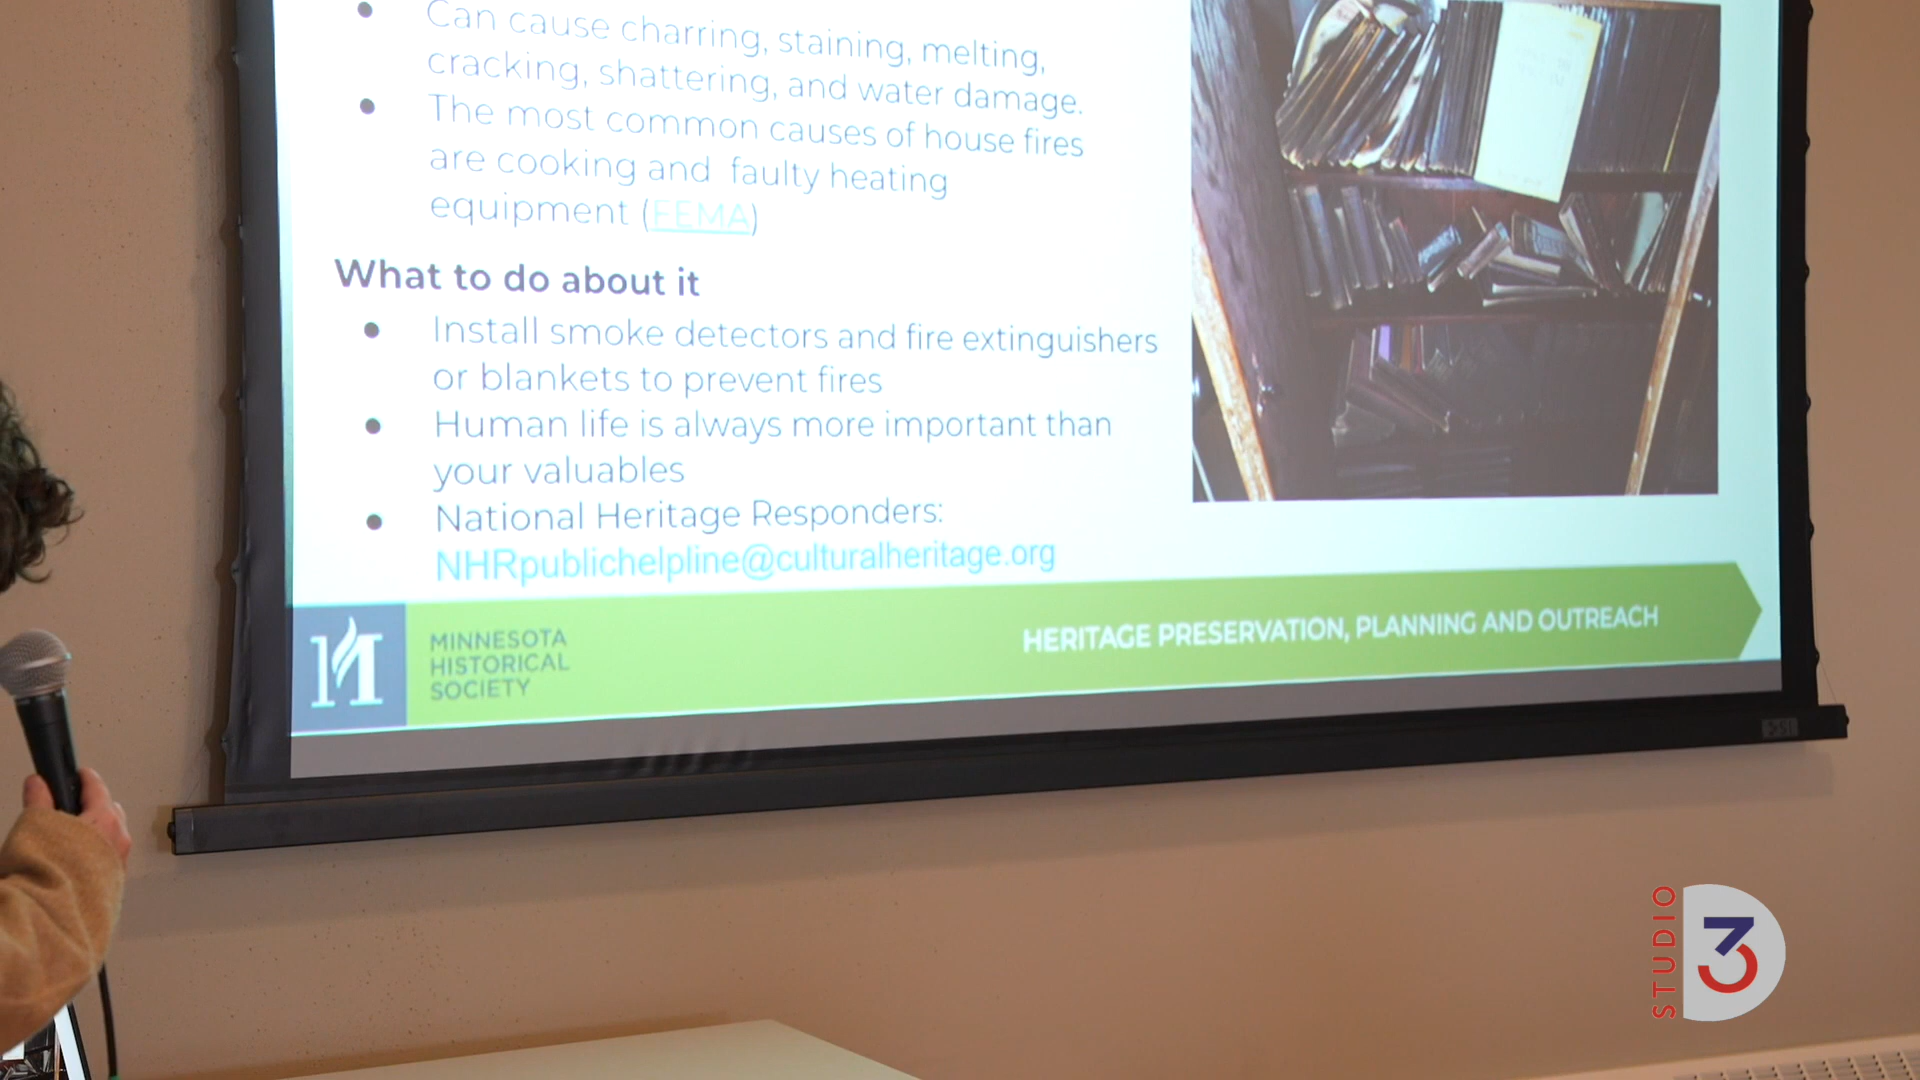 Can cause charring, staining, melting,
cracking, shattering, and water damage.
The most common causes of house fires
are cooking and faulty heating
equipment (FEMA)
What to do about it
Install smoke detectors and fire extinguishers
or blankets to prevent fires
Human life is always more important than
your valuables
National Heritage Responders:
NHRpublichelpline@culturalheritage.org
MINNESOTA
HISTORICAL
SOCIETY
HERITAGE PRESERVATION, PLANNING AND OUTREACH
STUDIO
3